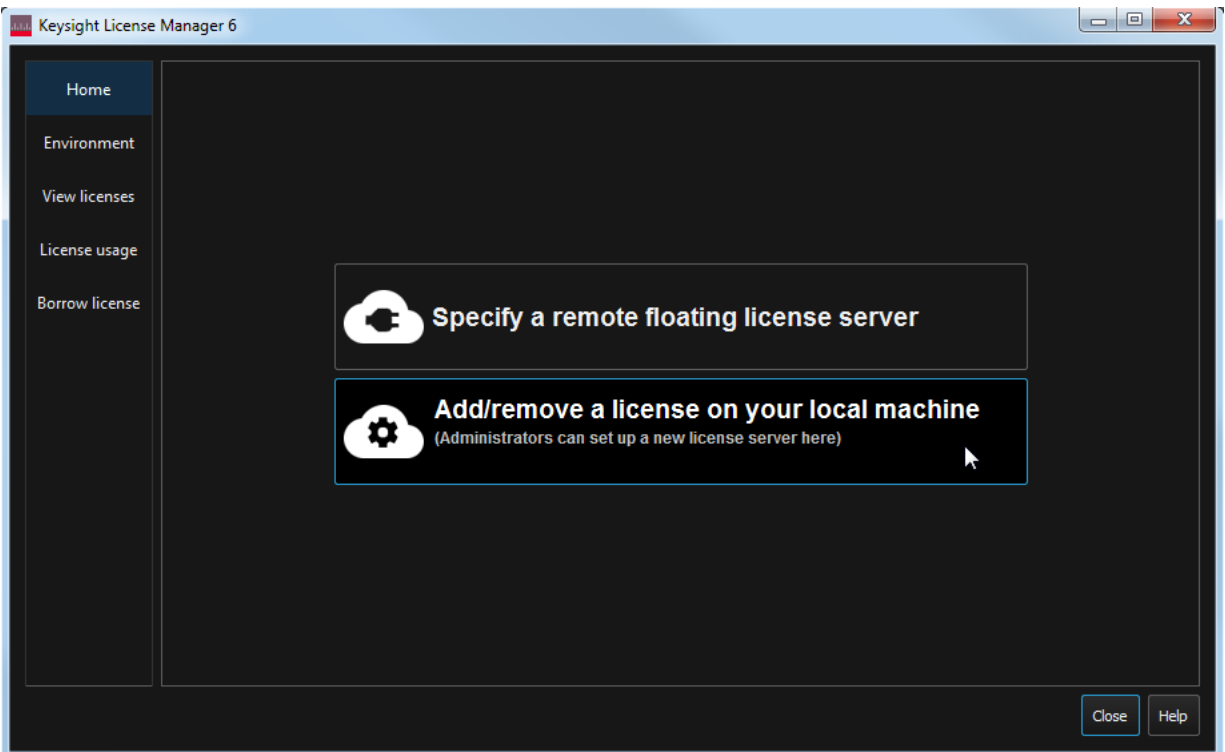 Keysight License Manager 6
Home
Environment
View licenses
License usage
Borrow license
Specify a remote floating license server
Add/remove a license on your local machine
(Administrators can set up a new license server here)
Close
Help